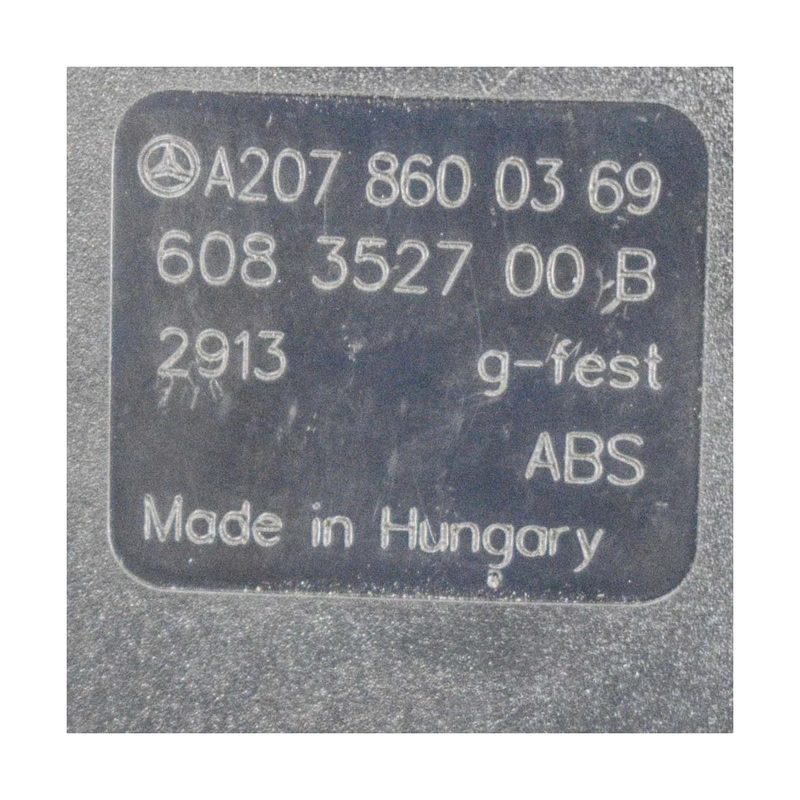 A207 860 03 69
608 3527 00 B
2913 g-fest
ABS
Made in Hungary